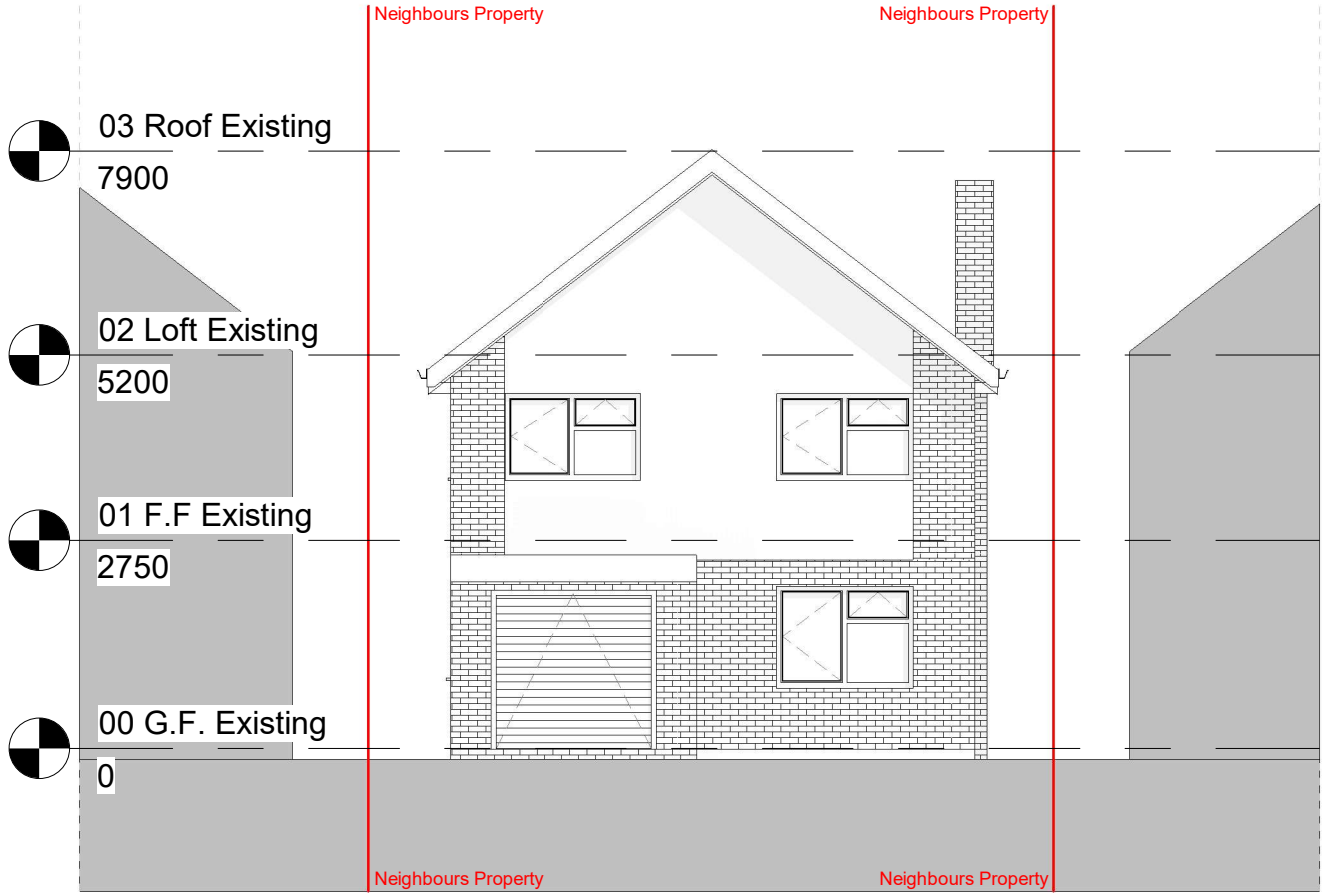 Neighbours Property
Neighbours Property
03 Roof Existing
7900
02 Loft Existing
5200
01 F.F Existing
2750
00 G.F. Existing
0
Neighbours Property
Neighbours Property